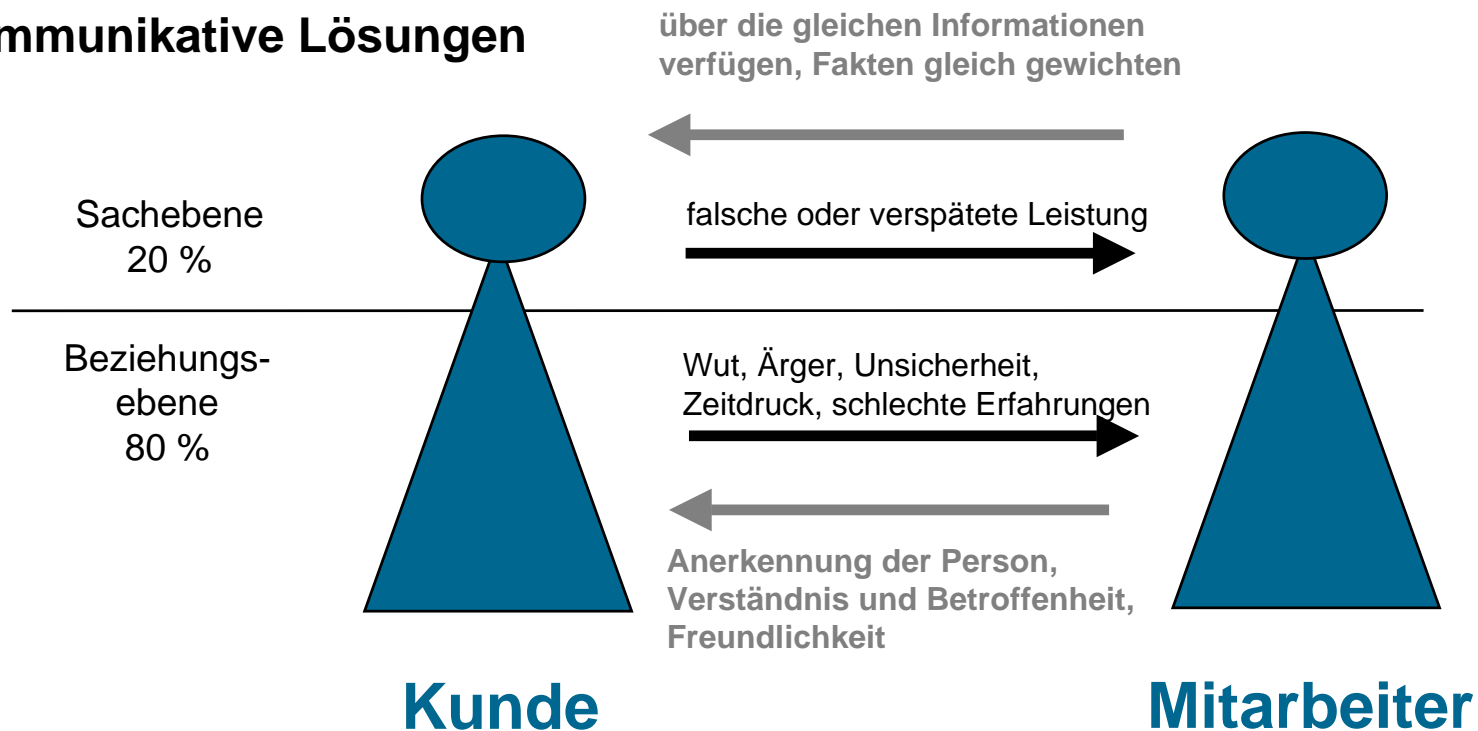 mmunikative Lösungen
über die gleichen Informationen
verfügen, Fakten gleich gewichten
Sachebene
20 %
falsche oder verspätete Leistung
Beziehungs-
ebene
80 %
Wut, Ärger, Unsicherheit,
Zeitdruck, schlechte Erfahrungen
Anerkennung der Person,
Verständnis und Betroffenheit,
Freundlichkeit
Kunde
Mitarbeiter